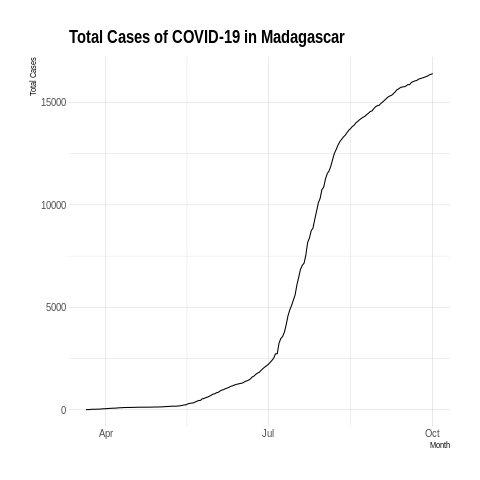 Total Cases of COVID-19 in Madagascar
Total Cases
15000
10000
5000
0
Apr
Jul
Oct
Month